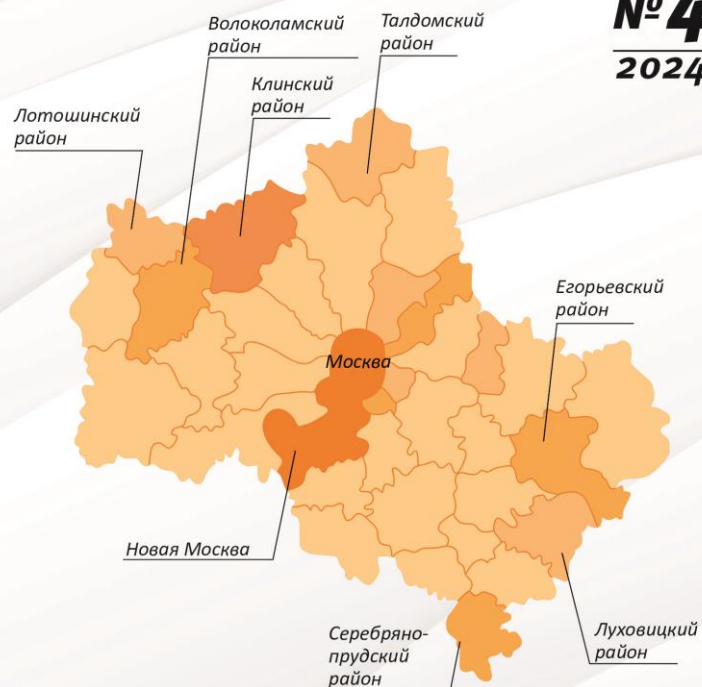 №4
2024
Волоколамский
район
Талдомский
район
Клинский
район
Лотошинский
район
Егорьевский
район
Москва
Новая Москва
Серебряно-
прудский
район
Луховицкий
район